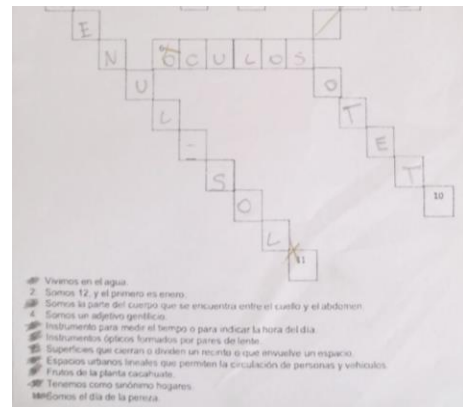 E
N Ó C U L O S
U O
L T
- E
S T
O 10
L
11
Vivimos en el agua.
2. Somos 12, y el primero es enero.
Somos la parte del cuerpo que se encuentra entre el cuello y el abdomen.
4. Somos un adjetivo gentilicio.
Instrumento para medir el tiempo o para indicar la hora del día.
Instrumentos ópticos formados por pares de lente.
Superficies que cierran o dividen un recinto o que envuelve un espacio.
Espacios urbanos lineales que permiten la circulación de personas y vehículos.
Frutos de la planta cacahuate.
Tenemos como sinónimo hogares.
Somos el día de la pereza.